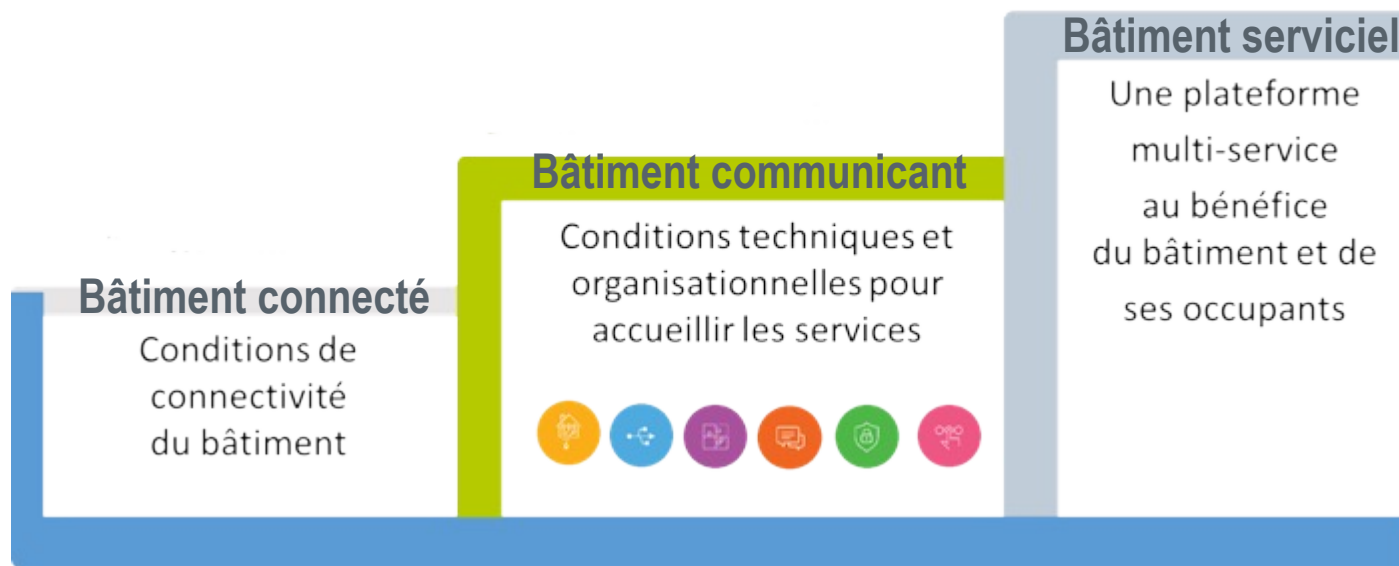 Bâtiment connecté
Conditions de
connectivité
du bâtiment
Bâtiment communicant
Conditions techniques et
organisationnelles pour
accueillir les services
Bâtiment serviciel
Une plateforme
multi-service
au bénéfice
du bâtiment et de
ses occupants